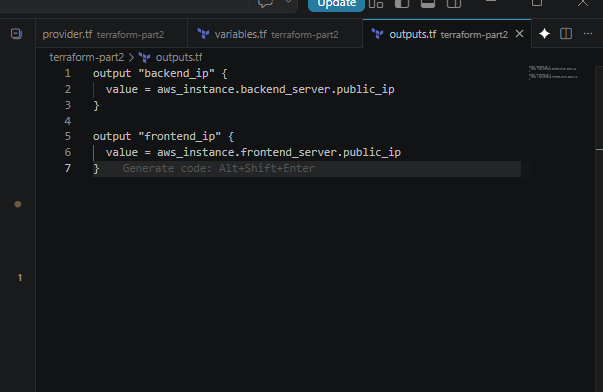 Update
provider.tf terraform-part2
variables.tf terraform-part2
outputs.tf terraform-part2
terraform-part2 > outputs.tf
1 output "backend_ip" {
2 value = aws_instance.backend_server.public_ip
3 }
4
5 output "frontend_ip" {
6 value = aws_instance.frontend_server.public_ip
7 } Generate code: Alt+Shift+Enter
1